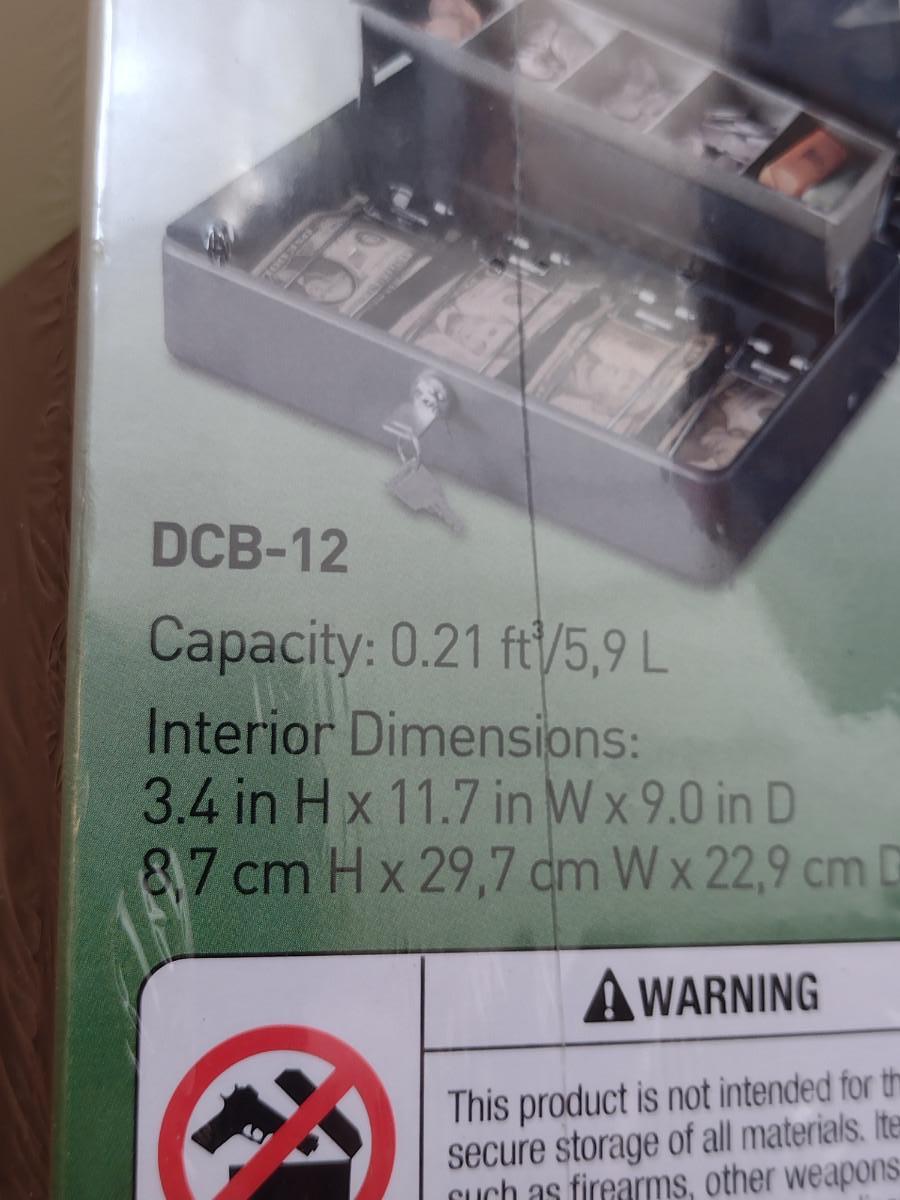 DCB-12
Capacity: 0.21 ft³/5,9 L
Interior Dimensions:
3.4 in H x 11.7 in W x 9.0 in D
8,7 cm H x 29,7 cm W x 22,9 cm D
⚠WARNING
This product is not intended for
secure storage of all materials.
such as firearms, other weapons